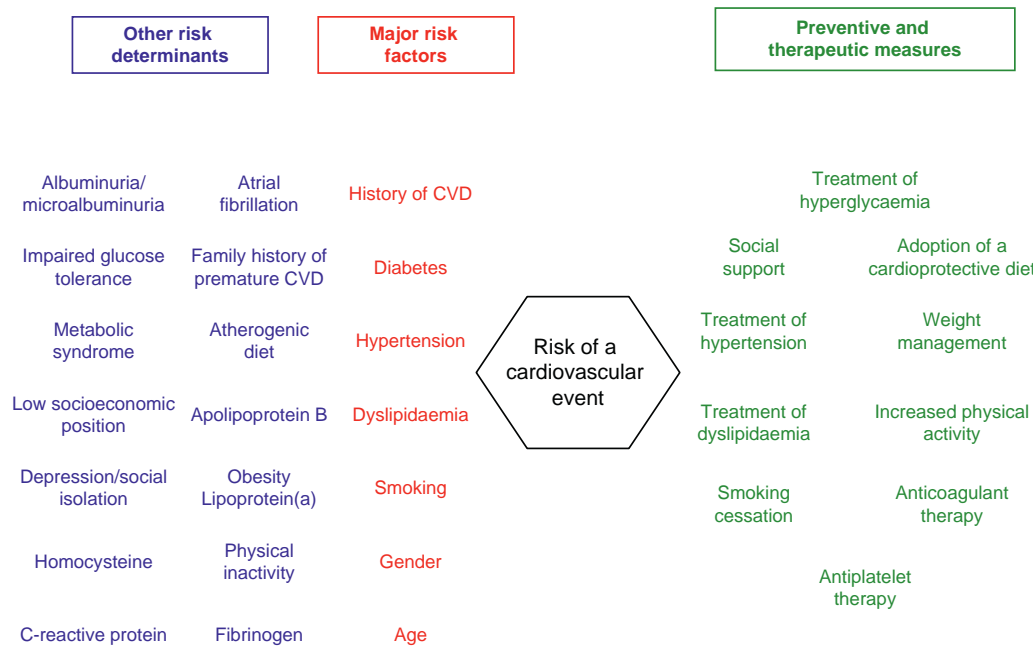 Other risk
determinants
Major risk
factors
Preventive and
therapeutic measures
Albuminuria/
microalbuminuria
Atrial
fibrillation
History of CVD
Treatment of
hyperglycaemia
Impaired glucose
tolerance
Family history of
premature CVD
Diabetes
Social
support
Adoption of a
cardioprotective diet
Metabolic
syndrome
Atherogenic
diet
Hypertension
Risk of a
cardiovascular
event
Treatment of
hypertension
Weight
management
Low socioeconomic
position
Apolipoprotein B
Dyslipidaemia
Treatment of
dyslipidaemia
Increased physical
activity
Depression/social
isolation
Obesity
Lipoprotein(a)
Smoking
Smoking
cessation
Anticoagulant
therapy
Homocysteine
Physical
inactivity
Gender
Antiplatelet
therapy
C-reactive protein
Fibrinogen
Age